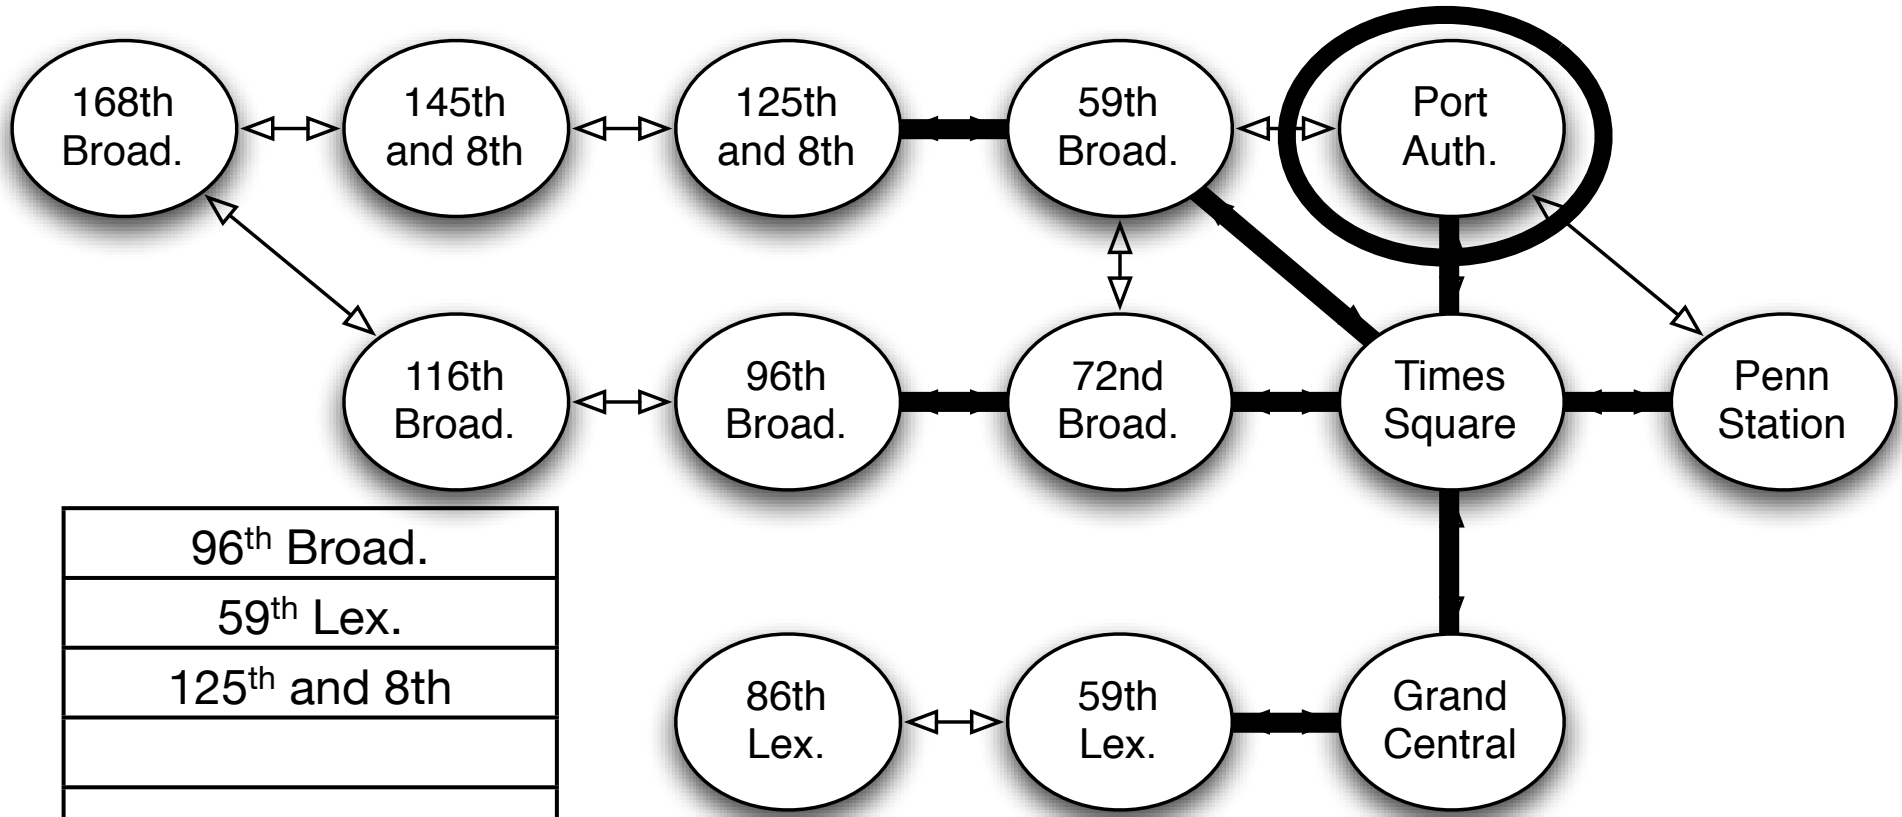 168th
Broad.
145th
and 8th
125th
and 8th
59th
Broad.
Port
Auth.
116th
Broad.
96th
Broad.
72nd
Broad.
Times
Square
Penn
Station
96th Broad.
59th Lex.
125th and 8th
86th
Lex.
59th
Lex.
Grand
Central